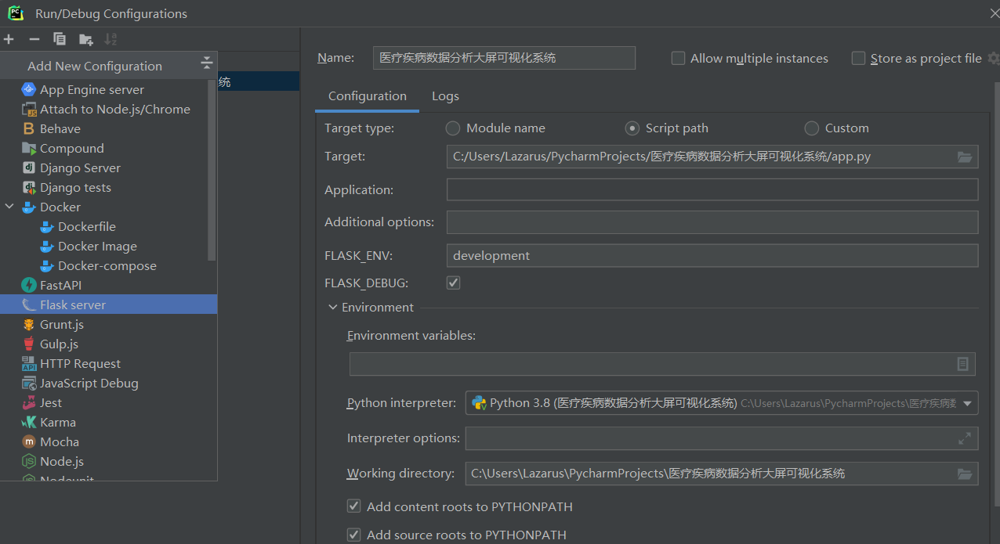 Run/Debug Configurations
Add New Configuration
App Engine server
Attach to Node.js/Chrome
Behave
Compound
Django Server
Django tests
Docker
Dockerfile
Docker Image
Docker-compose
FastAPI
Flask server
Grunt.js
Gulp.js
HTTP Request
JavaScript Debug
Jest
Karma
Mocha
Node.js
Nodeunit
统
Name: 医疗疾病数据分析大屏可视化系统 Allow multiple instances Store as project file
Configuration Logs
Target type: Module name Script path Custom
Target: C:/Users/Lazarus/PycharmProjects/医疗疾病数据分析大屏可视化系统/app.py
Application:
Additional options:
FLASK_ENV: development
FLASK_DEBUG:
Environment
Environment variables:
Python interpreter: Python 3.8 (医疗疾病数据分析大屏可视化系统) C:\Users\Lazarus\PycharmProjects\医疗疾病数
Interpreter options:
Working directory: C:\Users\Lazarus\PycharmProjects\医疗疾病数据分析大屏可视化系统
Add content roots to PYTHONPATH
Add source roots to PYTHONPATH